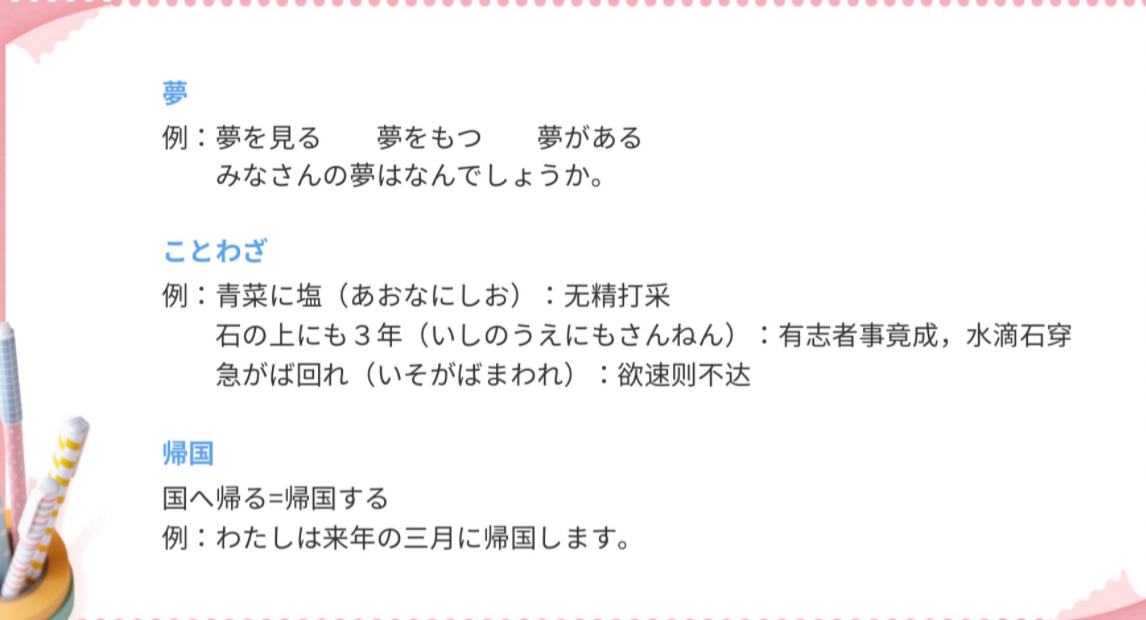 夢
例：夢を見る　　夢をもつ　　夢がある
みなさんの夢はなんでしょうか。
ことわざ
例：青菜に塩（あおなにしお）：无精打采
石の上にも３年（いしのうえにもさんねん）：有志者事竟成，水滴石穿
急がば回れ（いそがばまわれ）：欲速则不达
帰国
国へ帰る=帰国する
例：わたしは来年の三月に帰国します。